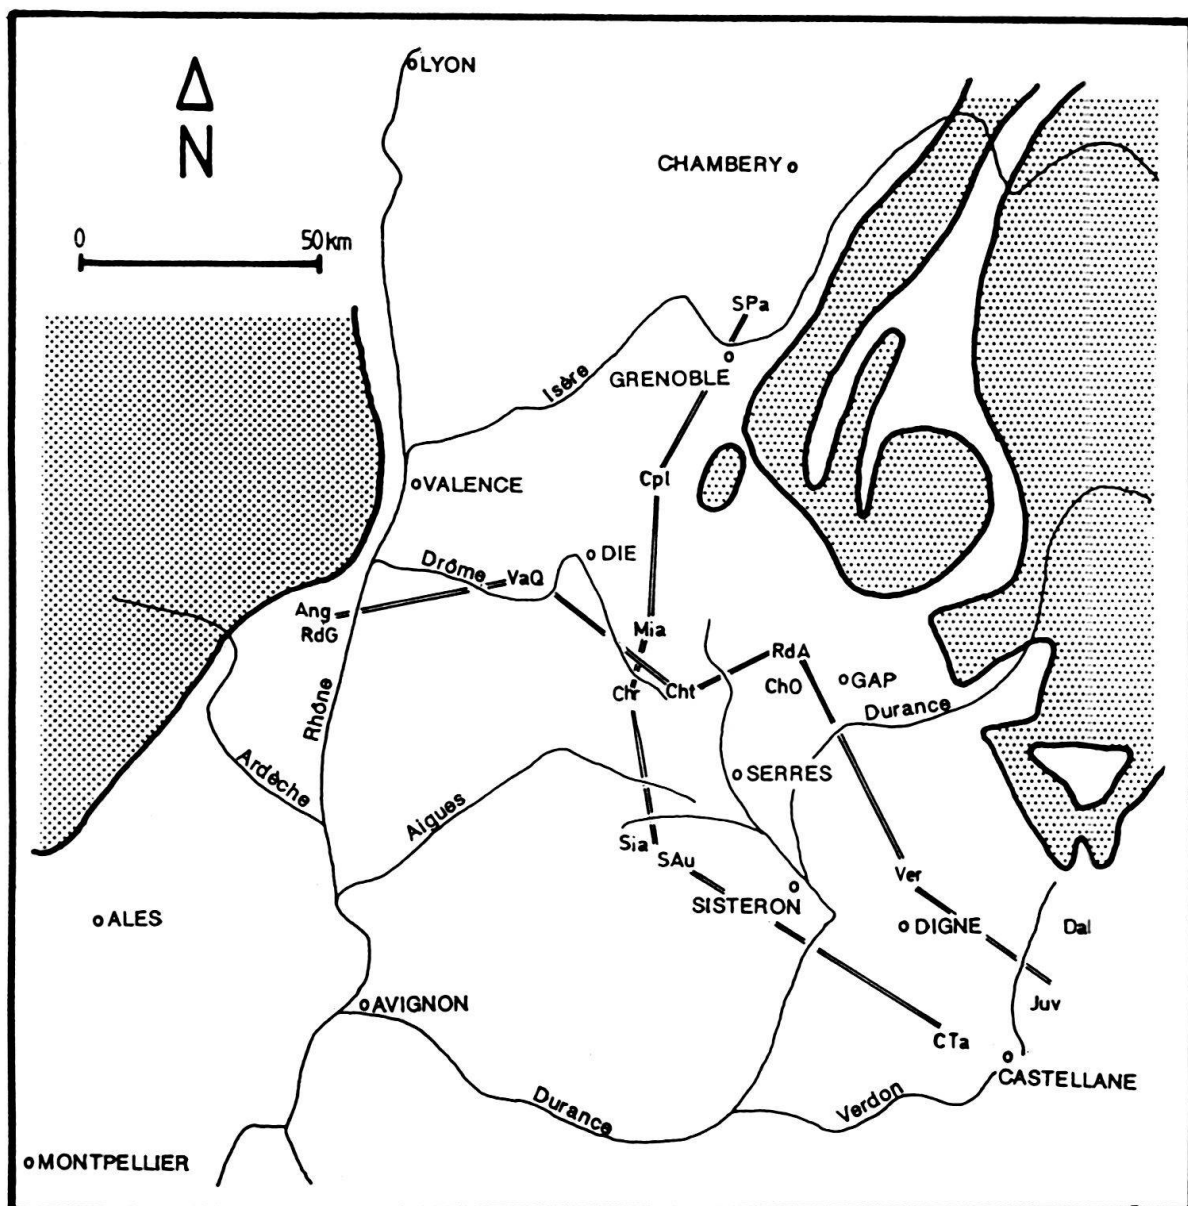 LYON
N
CHAMBERY
0 50km
SPa
Isère
GRENOBLE
Cpl
VALENCE
DIE
Drôme
VaQ
Ang
RdG
Mia
RdA
Rhône
Chr
Cht
ChO
GAP
Durance
Ardèche
SERRES
Aigues
Sia
SAu
Ver
SISTERON
ALES
DIGNE
Dal
AVIGNON
Juv
CTa
CASTELLANE
Durance
Verdon
MONTPELLIER